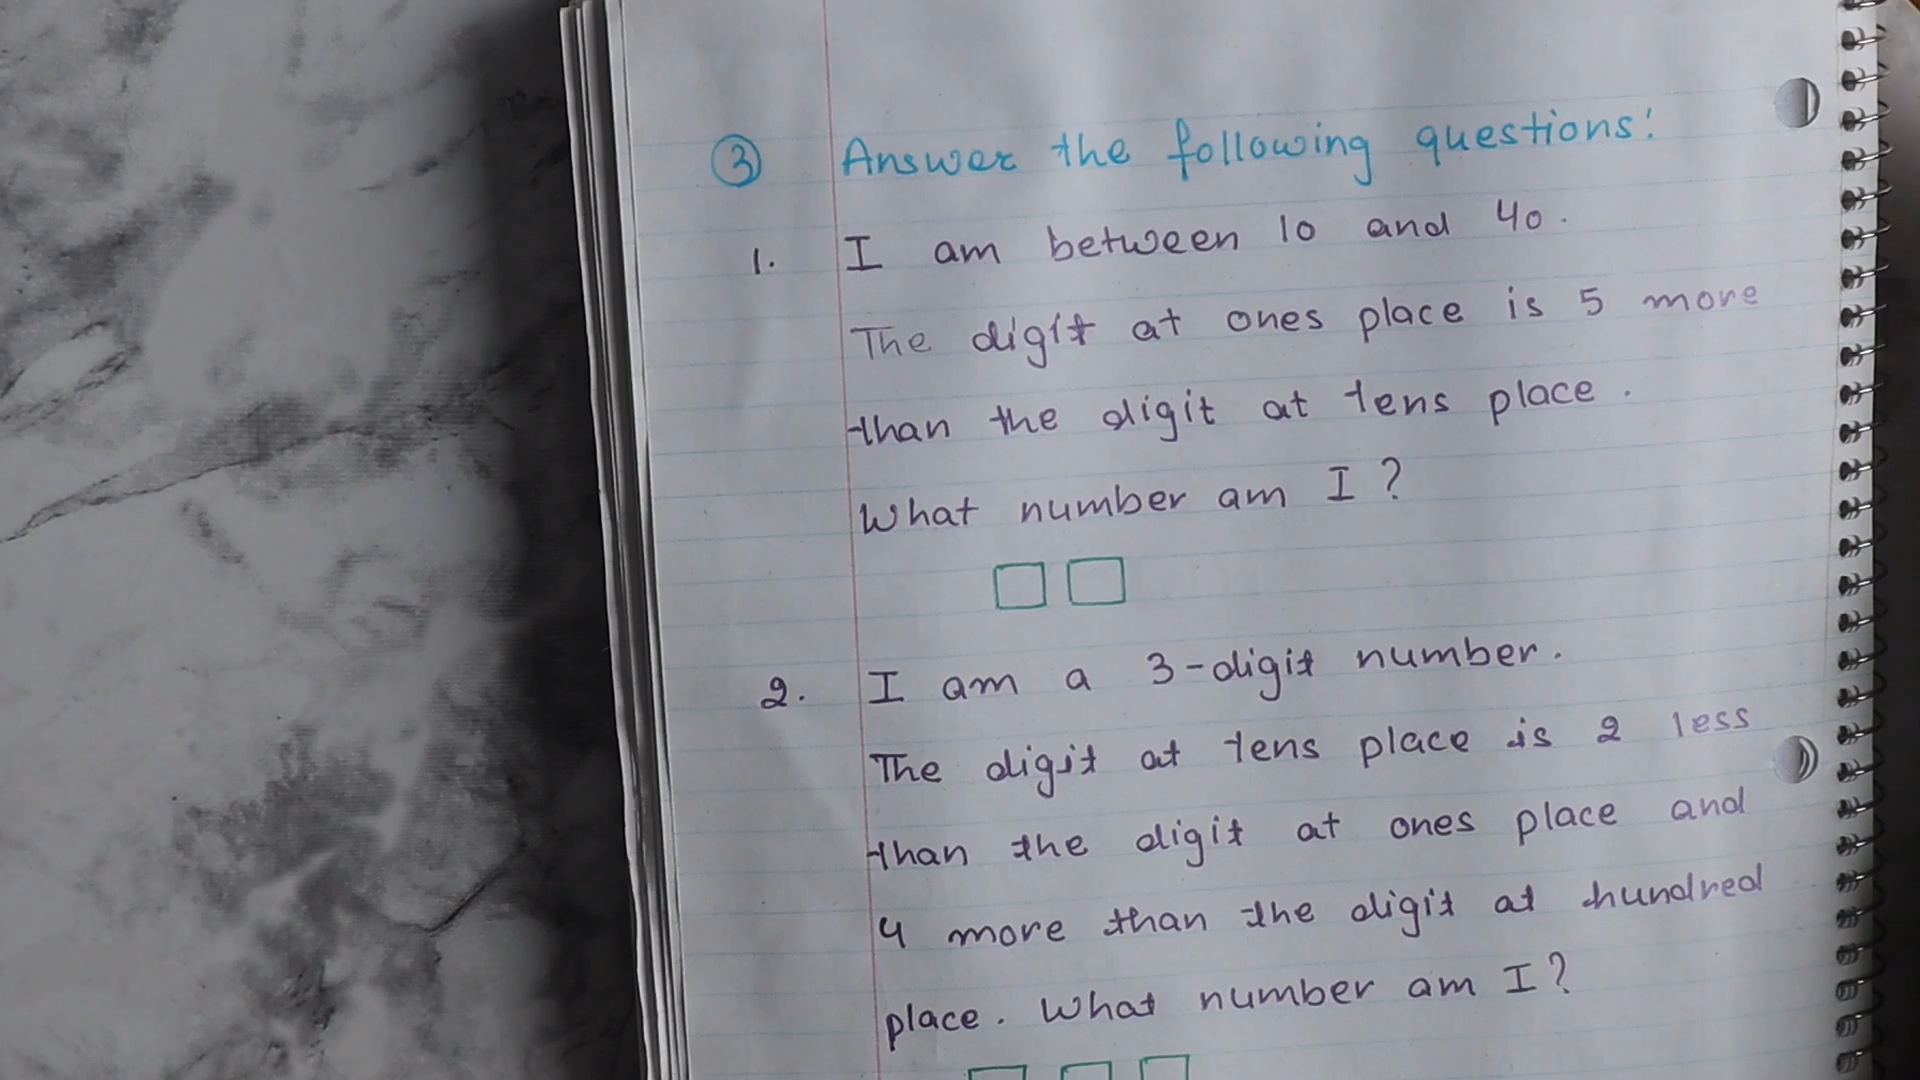 3 Answer the following questions:
1. I am between 10 and 40.
The digit at ones place is 5 more
than the digit at tens place.
What number am I?
2. I am a 3-digit number.
The digit at tens place is 2 less
than the digit at ones place and
4 more than the digit at hundred
place. What number am I?